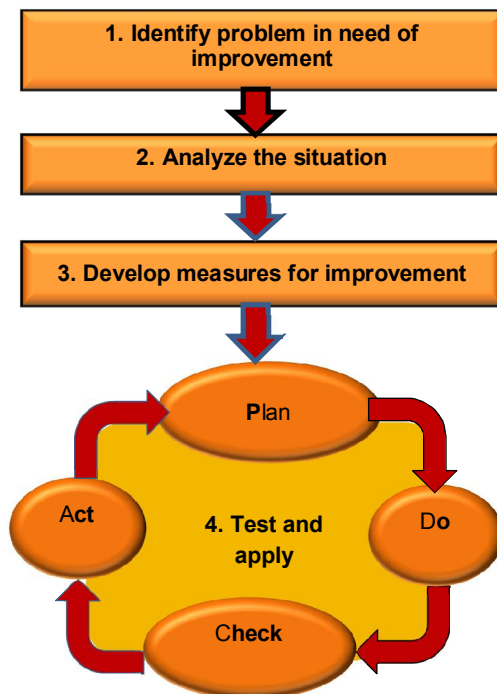 1. Identify problem in need of
improvement
2. Analyze the situation
3. Develop measures for improvement
Plan
Act
4. Test and
apply
Do
Check